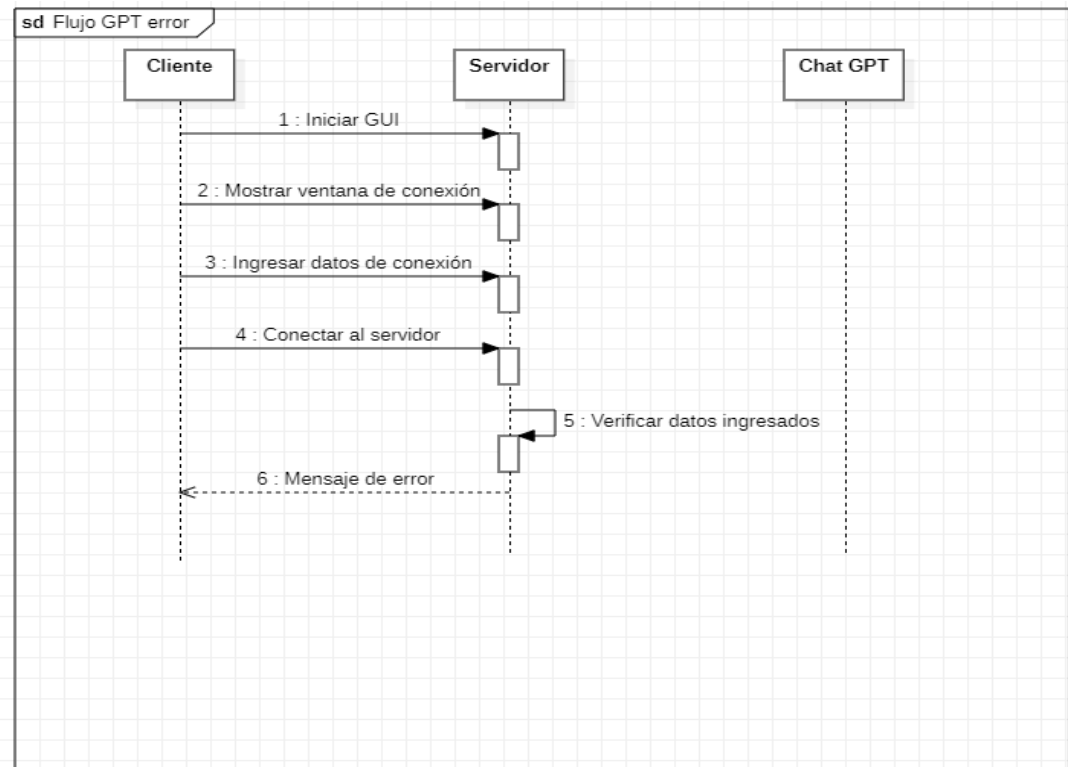 sd Flujo GPT error
Cliente
Servidor
Chat GPT
1 : Iniciar GUI
2 : Mostrar ventana de conexión
3 : Ingresar datos de conexión
4 : Conectar al servidor
5 : Verificar datos ingresados
6 : Mensaje de error